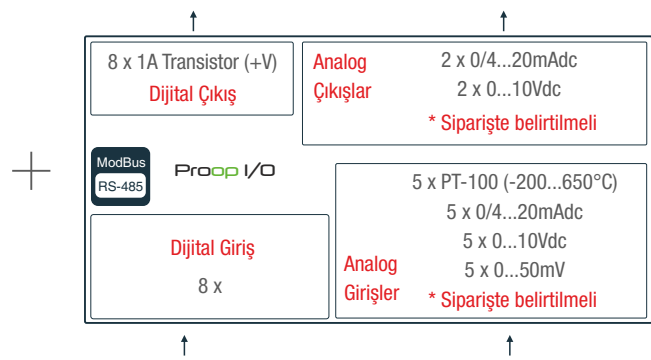 8 x 1A Transistor (+V)
Dijital Çıkış
Analog
Çıkışlar
2 x 0/4...20mAdc
2 x 0...10Vdc
* Siparişte belirtilmeli
ModBus
RS-485
Proop I/O
Dijital Giriş
8 x
Analog
Girişler
5 x PT-100 (-200...650°C)
5 x 0/4...20mAdc
5 x 0...10Vdc
5 x 0...50mV
* Siparişte belirtilmeli